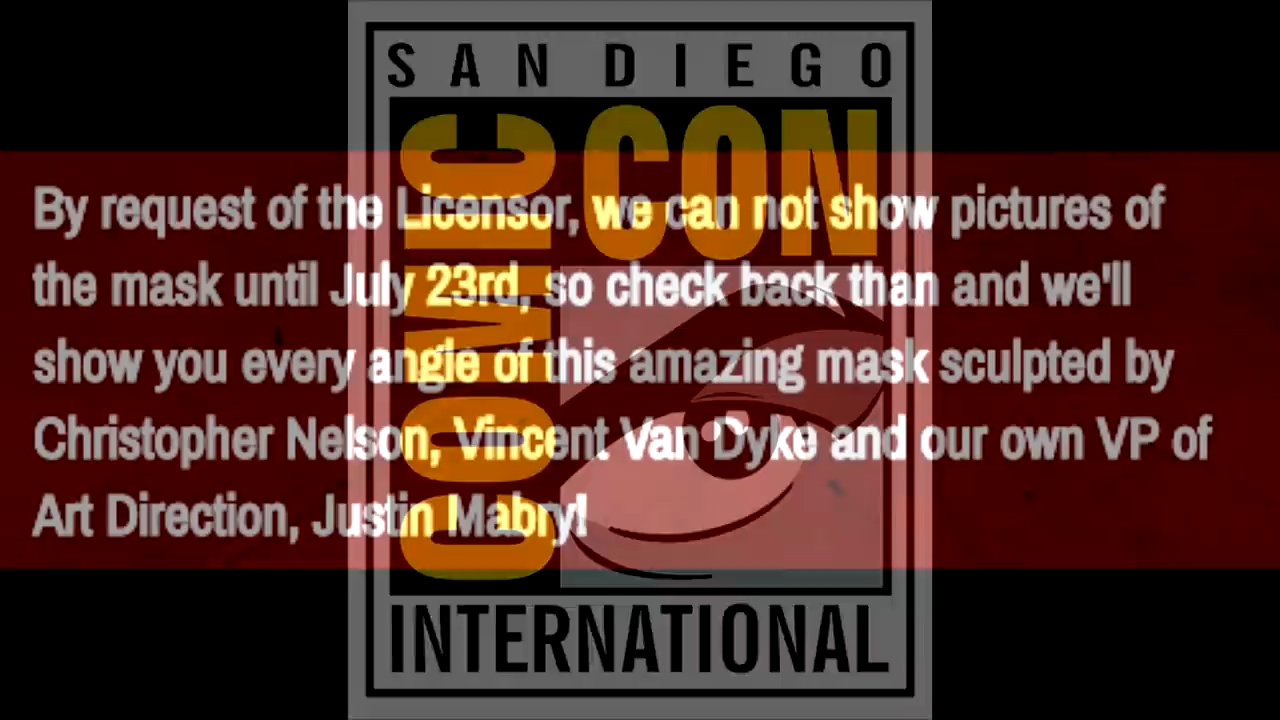 SAN DIEGO
COMIC CON
By request of the Licensor, we can not show pictures of
the mask until July 23rd, so check back than and we'll
show you every angle of this amazing mask sculpted by
Christopher Nelson, Vincent Van Dyke and our own VP of
Art Direction, Justin Mabry!
INTERNATIONAL